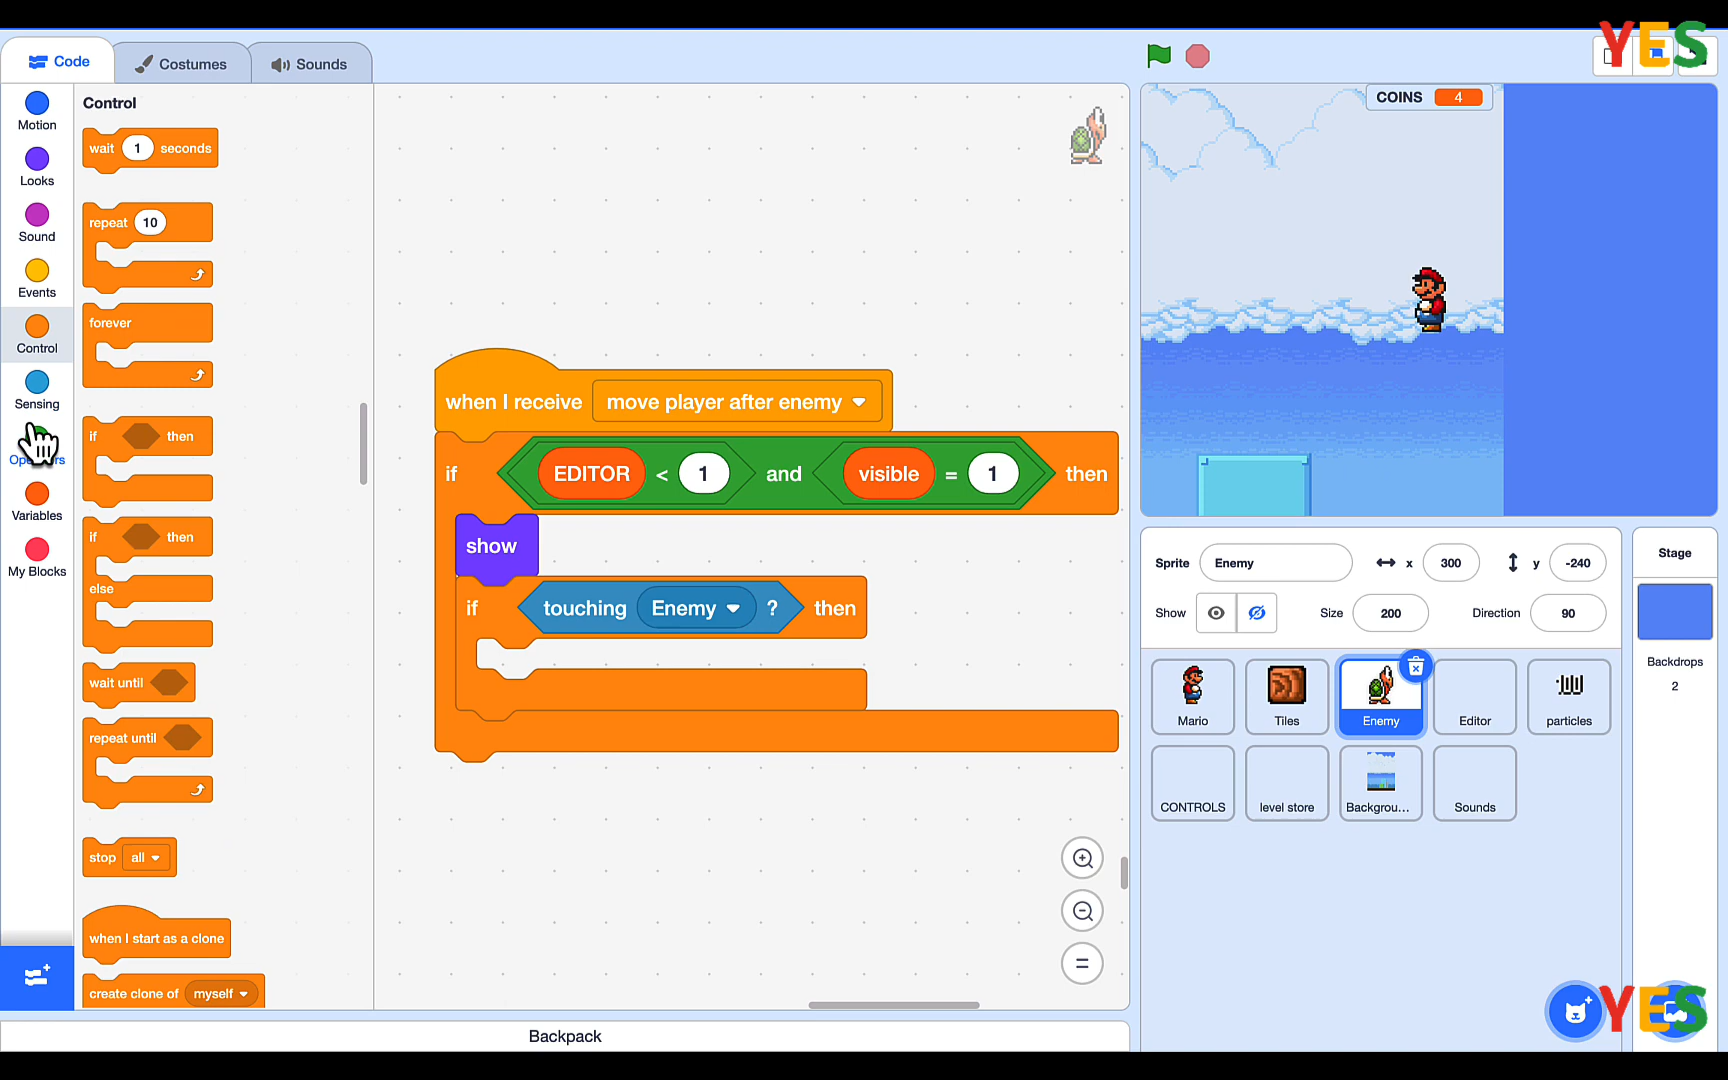 YES
Code
Costumes
Sounds
Motion
Looks
Sound
Events
Control
Sensing
Variables
My Blocks
Control
wait 1 seconds
repeat 10
forever
if then
if then
else
wait until
repeat until
stop all
when I start as a clone
create clone of myself
when I receive move player after enemy
if EDITOR < 1 and visible = 1 then
show
if touching Enemy ? then
=
Backpack
COINS 4
Sprite Enemy x 300 y -240
Show Size 200 Direction 90
Mario Tiles Enemy Editor particles
CONTROLS level store Backgrou... Sounds
Stage
Backdrops
2
YES